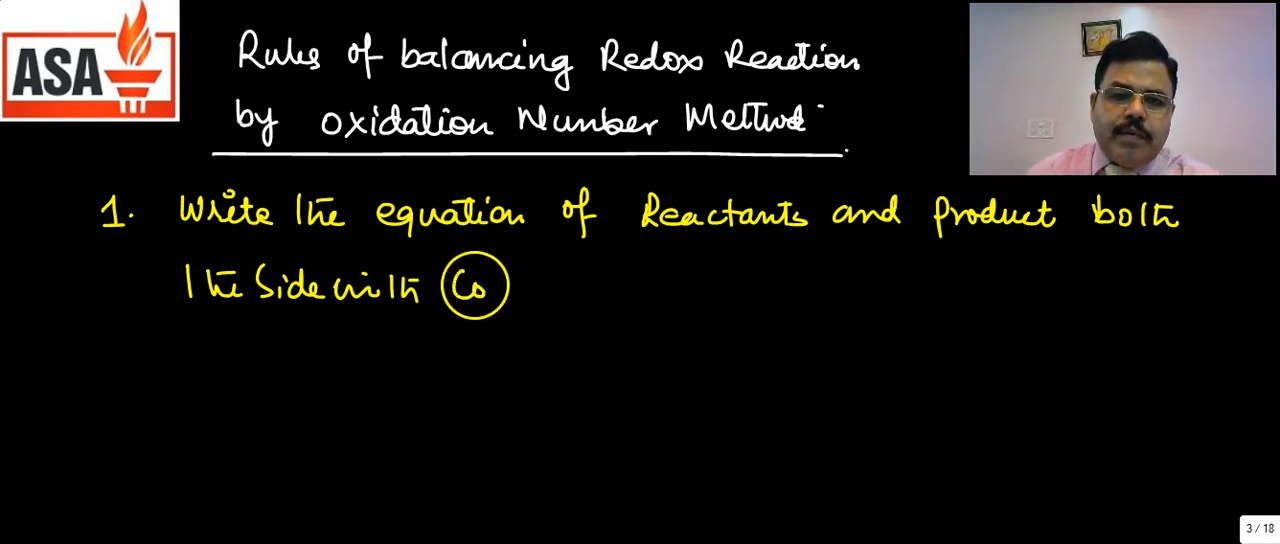 ASA
Rules of balancing Redox Reaction
by oxidation Number Method
1. Write the equation of Reactants and product both
the Side with Co
3 / 18